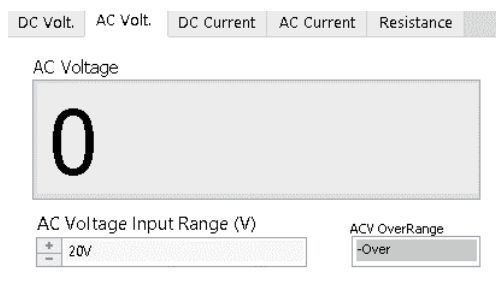 DC Volt. AC Volt. DC Current AC Current Resistance
AC Voltage
0
AC Voltage Input Range (V)
+
-
20V
ACV OverRange
-Over